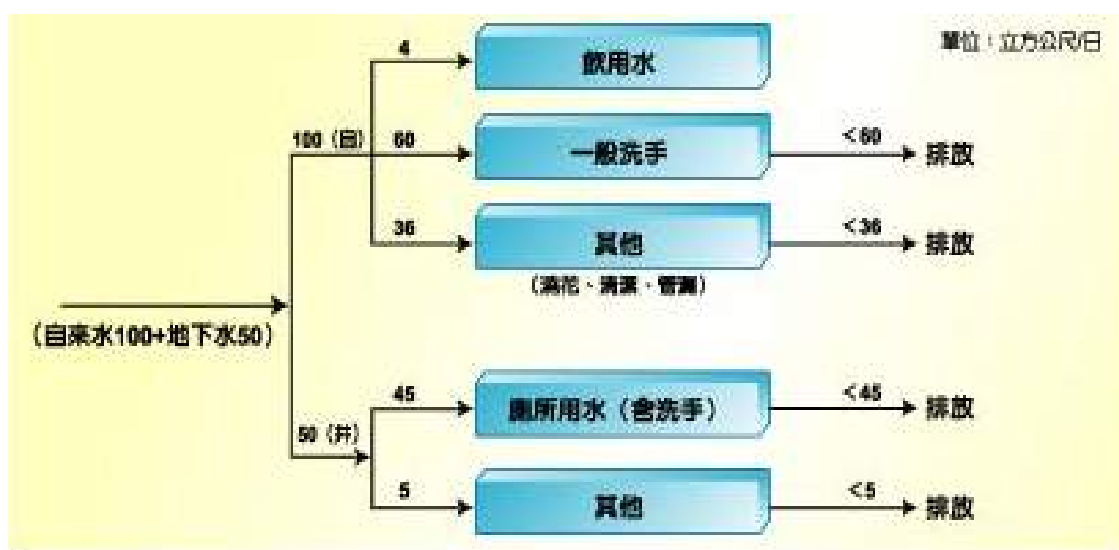 單位：立方公尺/日
4
飲用水
100（自）
60
一般洗手
<60
排放
36
其他
<36
排放
（澆花、清潔、管漏）
（自來水100+地下水50）
45
廁所用水（含洗手）
<45
排放
50（井）
5
其他
<5
排放